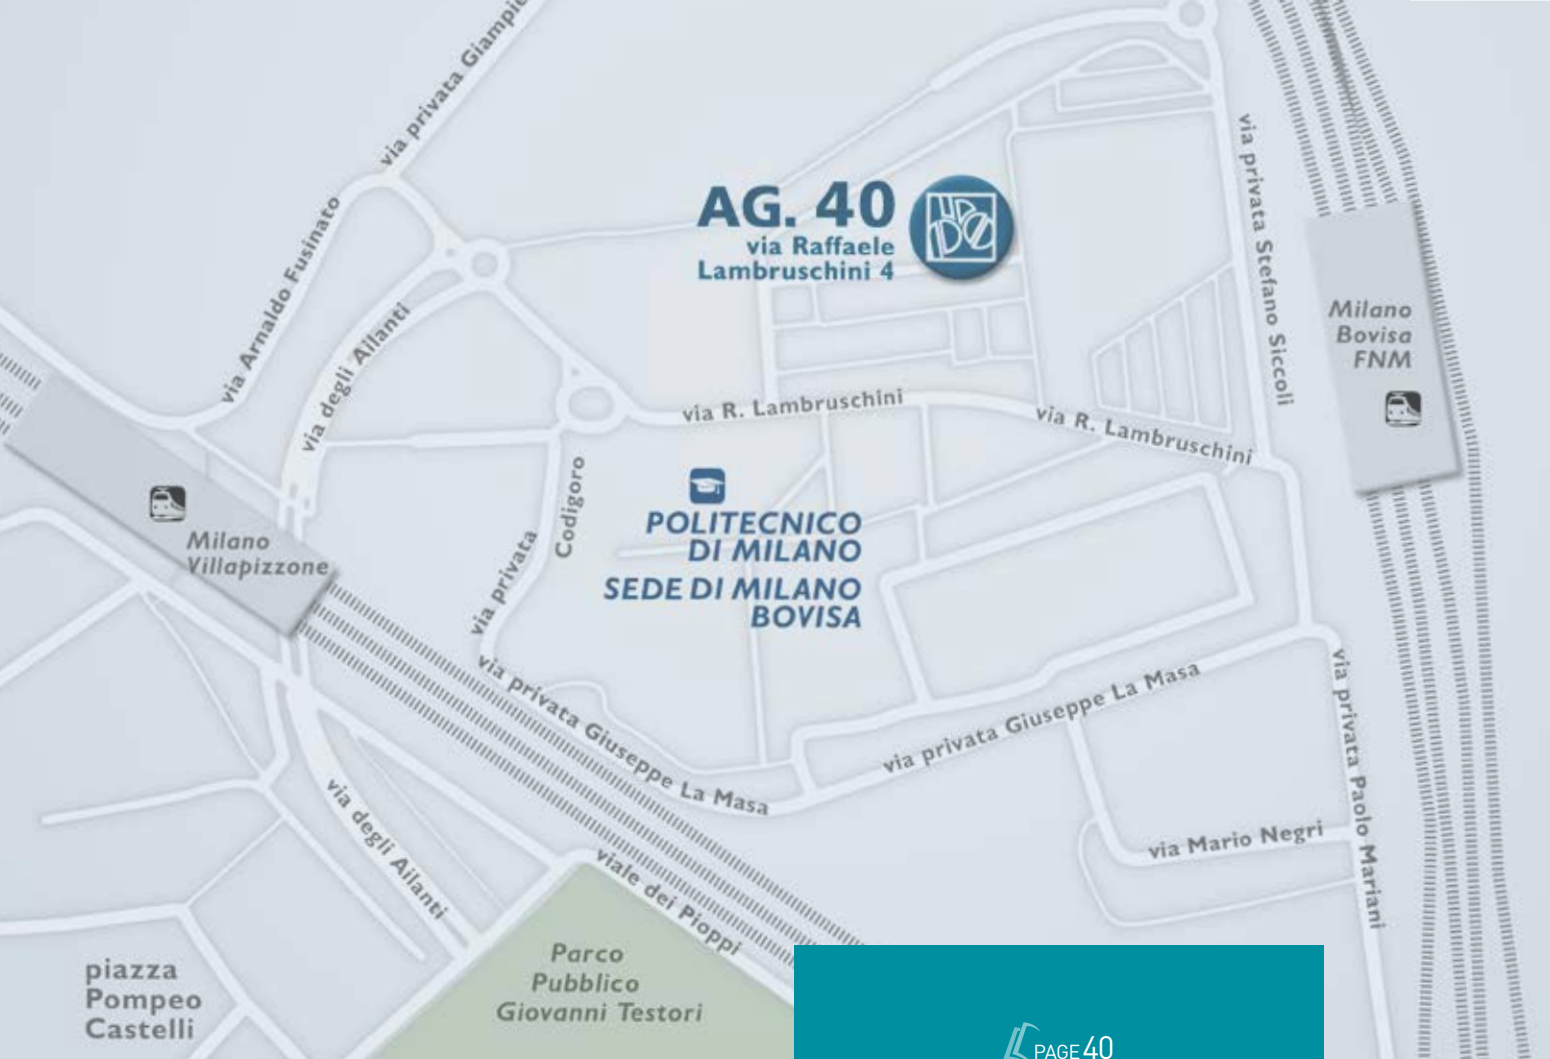 via privata Giampie
via privata Stefano Siccoli
AG. 40
via Raffaele
Lambruschini 4
via Arnaldo Fusinato
via degli Ailanti
Milano
Bovisa
FNM
via R. Lambruschini
via R. Lambruschini
Codigoro
via privata
POLITECNICO
DI MILANO
SEDE DI MILANO
BOVISA
Milano
Villapizzone
via privata Giuseppe La Masa
via privata Giuseppe La Masa
via privata Paolo Mariani
via degli Ailanti
via Mario Negri
viale dei Pioppi
Parco
Pubblico
Giovanni Testori
piazza
Pompeo
Castelli
PAGE 40